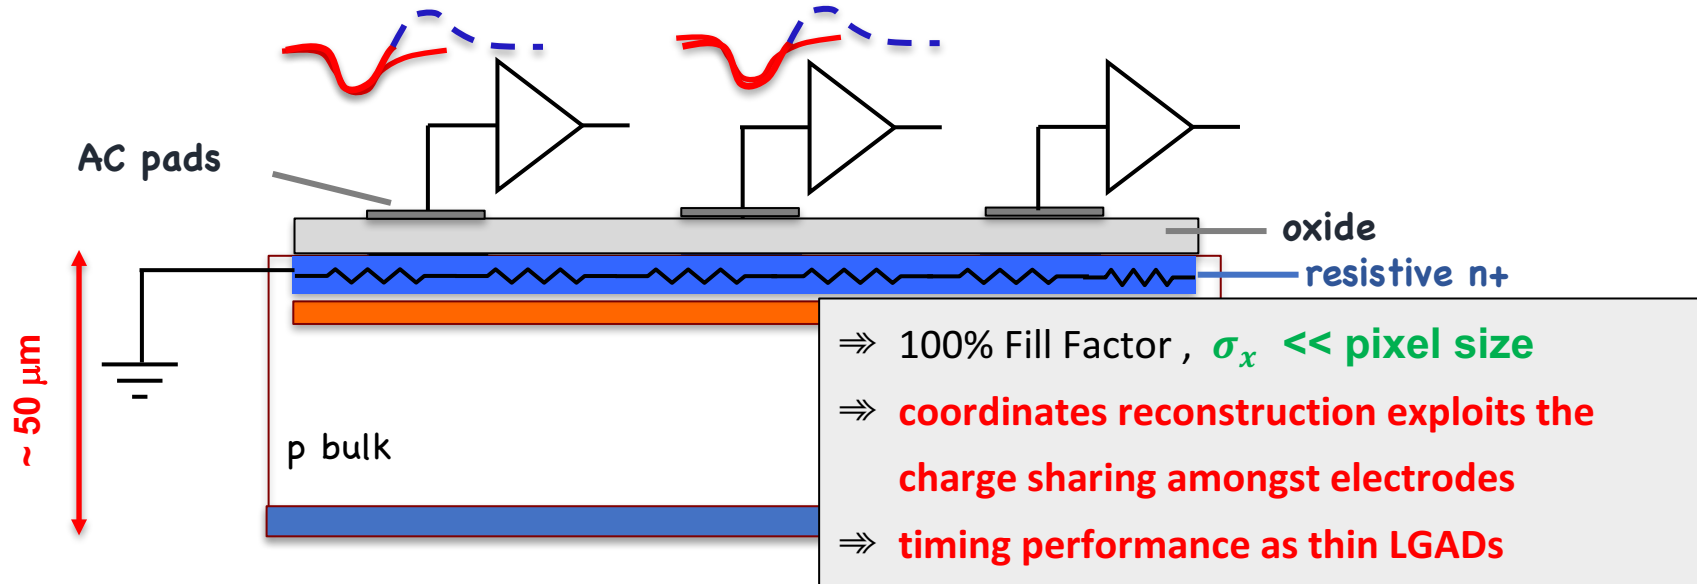 AC pads
oxide
resistive n+
~ 50 μm
p bulk
⇒ 100% Fill Factor , σx << pixel size
⇒ coordinates reconstruction exploits the
charge sharing amongst electrodes
⇒ timing performance as thin LGADs